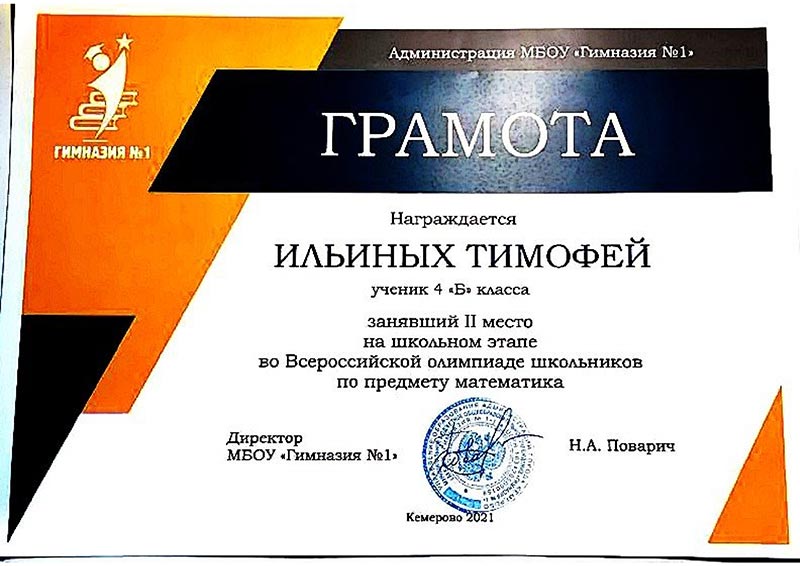 Администрация МБОУ «Гимназия №1»
ГИМНАЗИЯ №1
ГРАМОТА
Награждается
ИЛЬИНЫХ ТИМОФЕЙ
ученик 4 «Б» класса
занявший II место
на школьном этапе
во Всероссийской олимпиаде школьников
по предмету математика
Директор
МБОУ «Гимназия №1»
Н.А. Поварич
Кемерово 2021